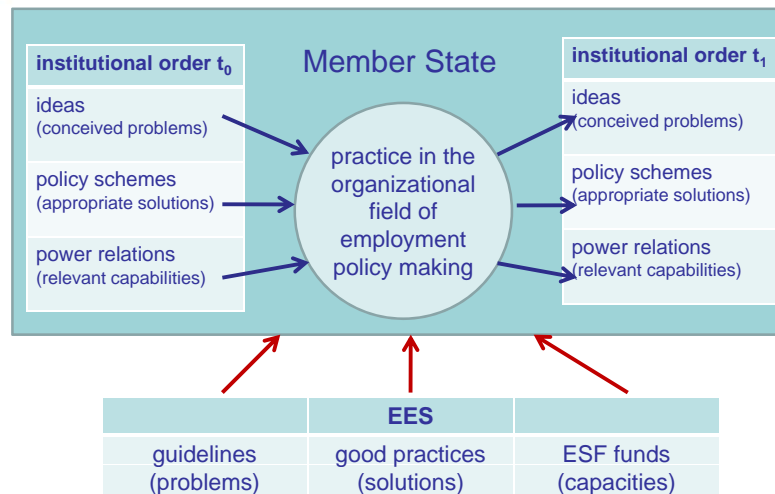 Member State
institutional order t₀
ideas
(conceived problems)
policy schemes
(appropriate solutions)
power relations
(relevant capabilities)
practice in the
organizational
field of
employment
policy making
institutional order t₁
ideas
(conceived problems)
policy schemes
(appropriate solutions)
power relations
(relevant capabilities)
EES
guidelines
(problems)
good practices
(solutions)
ESF funds
(capacities)